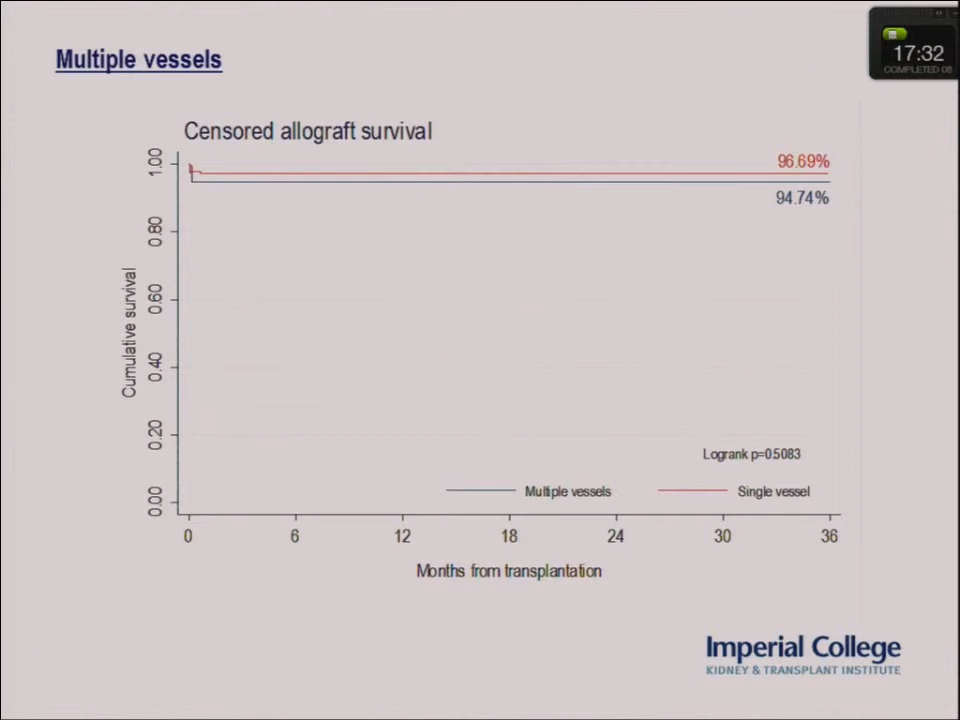 Multiple vessels
17:32
COMPLETED 08
Censored allograft survival
96.69%
94.74%
Cumulative survival
1.00
0.80
0.60
0.40
0.20
0.00
Logrank p=0.5083
Multiple vessels
Single vessel
0 6 12 18 24 30 36
Months from transplantation
Imperial College
KIDNEY & TRANSPLANT INSTITUTE